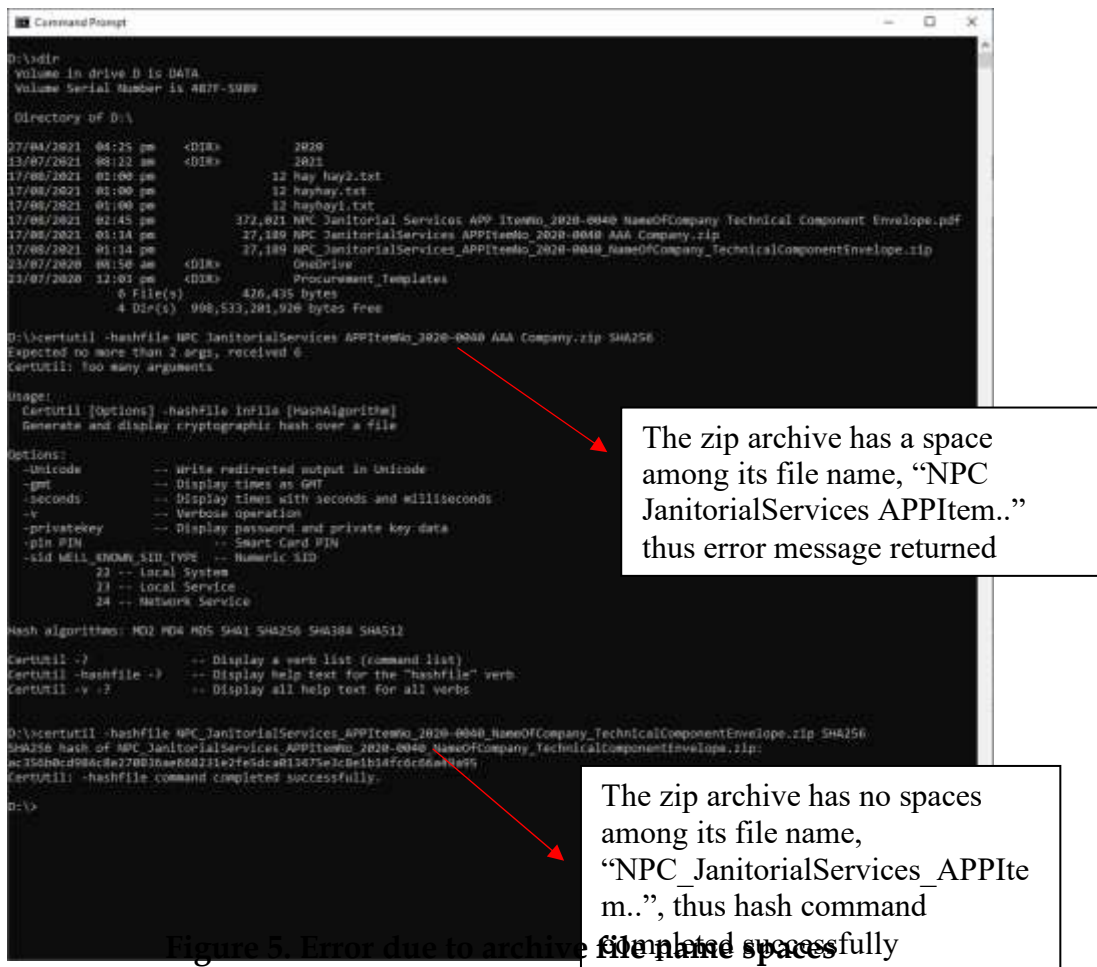 Command Prompt
D:\>dir
Volume in drive D is DATA
Volume Serial Number is
Directory of D:\
27/04/2021 04:25 pm <DIR> 2020
13/07/2021 08:22 am <DIR> 2021
17/08/2021 01:00 pm 12 hay hay2.txt
17/08/2021 01:00 pm 12 hayhay.txt
17/08/2021 01:00 pm 12 hayhay1.txt
17/08/2021 02:45 pm 372,021 NPC Janitorial Services APP ItemNo_2020-0040 NameOfCompany Technical Component Envelope.pdf
17/08/2021 01:14 pm 27,189 NPC JanitorialServices APPItemNo_2020-0040 AAA Company.zip
17/08/2021 01:14 pm 27,189 NPC_JanitorialServices_APPItemNo_2020-0040_NameOfCompany_TechnicalComponentEnvelope.zip
23/07/2020 08:50 am <DIR> OneDrive
23/07/2020 12:03 pm <DIR> Procurement_Templates
6 File(s) 426,435 bytes
4 Dir(s) 998,533,201,920 bytes free
D:\>certutil -hashfile NPC JanitorialServices APPItemNo_2020-0040 AAA Company.zip SHA256
Expected no more than 2 args, received 6
CertUtil: Too many arguments
Usage:
CertUtil [Options] -hashfile InFile [HashAlgorithm]
Generate and display cryptographic hash over a file
Options:
-Unicode -- Write redirected output in Unicode
-gmt -- Display times as GMT
-seconds -- Display times with seconds and milliseconds
-v -- Verbose operation
-privatekey -- Display password and private key data
-pin PIN -- Smart Card PIN
-sid WELL_KNOWN_SID_TYPE -- Numeric SID
22 -- Local System
23 -- Local Service
24 -- Network Service
Hash algorithms: MD2 MD4 MD5 SHA1 SHA256 SHA384 SHA512
CertUtil -? -- Display a verb list (command list)
CertUtil -hashfile -? -- Display help text for the "hashfile" verb
CertUtil -v -? -- Display all help text for all verbs
D:\>certutil -hashfile NPC_JanitorialServices_APPItemNo_2020-0040_NameOfCompany_TechnicalComponentEnvelope.zip SHA256
SHA256 hash of NPC_JanitorialServices_APPItemNo_2020-0040_NameOfCompany_TechnicalComponentEnvelope.zip:
CertUtil: -hashfile command completed successfully.
D:\>
The zip archive has a space
among its file name, “NPC
JanitorialServices APPItem..”
thus error message returned
The zip archive has no spaces
among its file name,
“NPC_JanitorialServices_APPIte
m..”, thus hash command
completed successfully
Figure 5. Error due to archive file name spaces